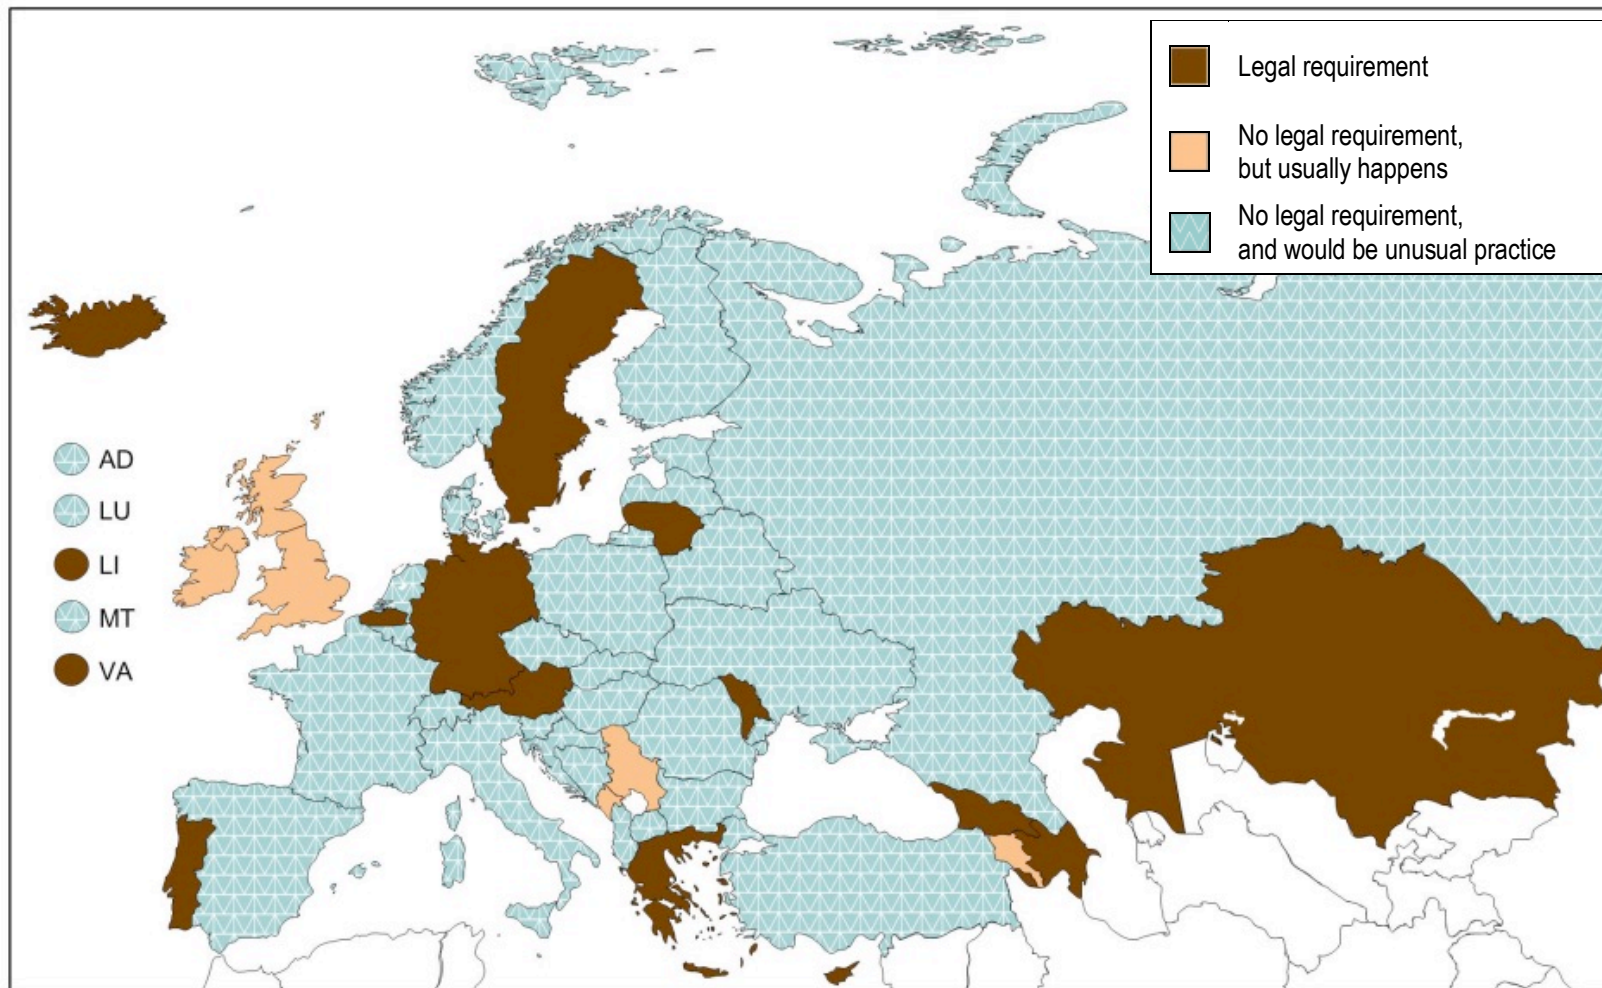 Legal requirement
No legal requirement,
but usually happens
No legal requirement,
and would be unusual practice
AD
LU
LI
MT
VA